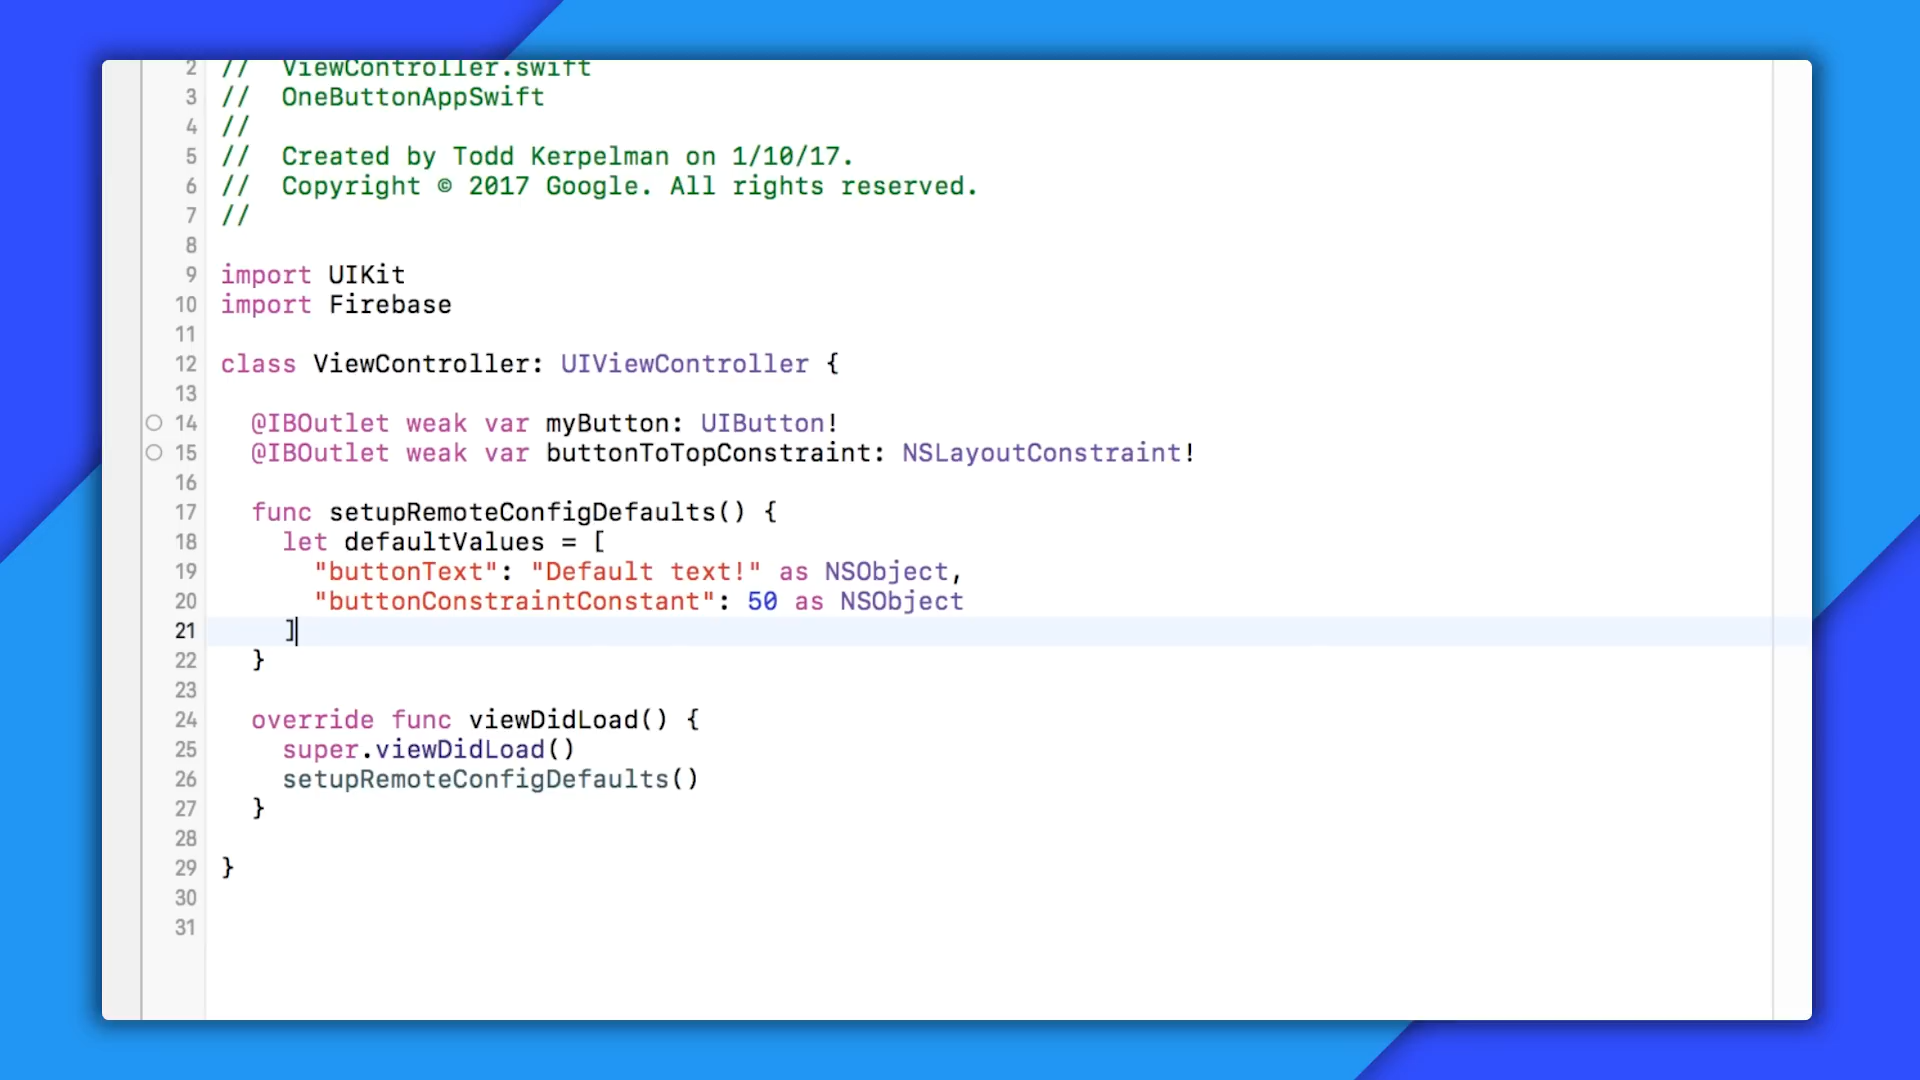 2 //  ViewController.swift
3 //  OneButtonAppSwift
4 //
5 //  Created by Todd Kerpelman on 1/10/17.
6 //  Copyright © 2017 Google. All rights reserved.
7 //
8
9 import UIKit
10 import Firebase
11
12 class ViewController: UIViewController {
13
14   @IBOutlet weak var myButton: UIButton!
15   @IBOutlet weak var buttonToTopConstraint: NSLayoutConstraint!
16
17   func setupRemoteConfigDefaults() {
18     let defaultValues = [
19       "buttonText": "Default text!" as NSObject,
20       "buttonConstraintConstant": 50 as NSObject
21     ]
22   }
23
24   override func viewDidLoad() {
25     super.viewDidLoad()
26     setupRemoteConfigDefaults()
27   }
28
29 }
30
31